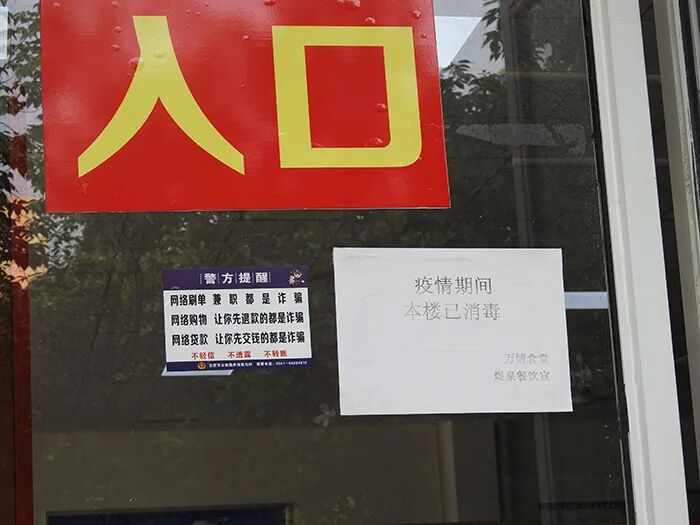 入口
警方提醒
网络刷单 兼职都是诈骗
网络购物 让你先退款的都是诈骗
网络贷款 让你先交钱的都是诈骗
不轻信 不透露 不转账
疫情期间
本楼已消毒
万博食堂
煜泉餐饮宣